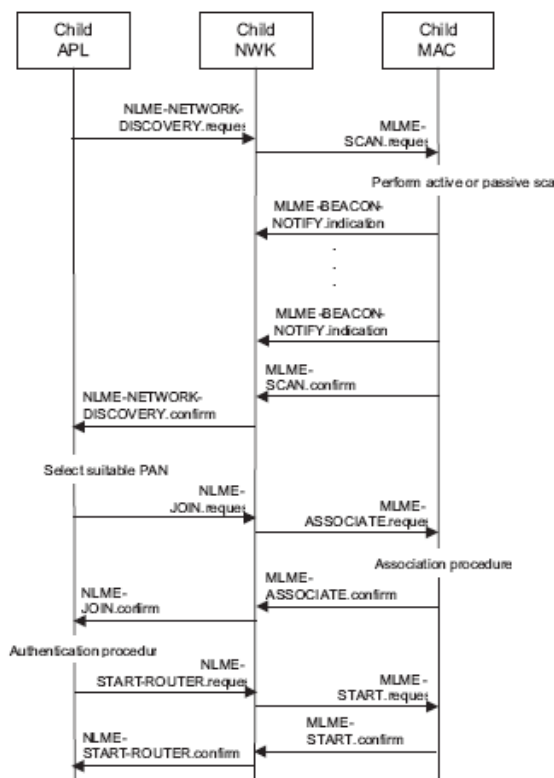 Child
APL
Child
NWK
Child
MAC
NLME-NETWORK-
DISCOVERY.reques
MLME-
SCAN.reques
Perform active or passive sca
MLME-BEACON-
NOTIFY.indication
.
.
.
MLME-BEACON-
NOTIFY.indication
MLME-
SCAN.confirm
NLME-NETWORK-
DISCOVERY.confirm
Select suitable PAN
NLME-
JOIN.reques
MLME-
ASSOCIATE.reques
Association procedure
MLME-
ASSOCIATE.confirm
NLME-
JOIN.confirm
Authentication procedur
NLME-
START-ROUTER.reques
MLME-
START.reques
MLME-
START.confirm
NLME-
START-ROUTER.confirm